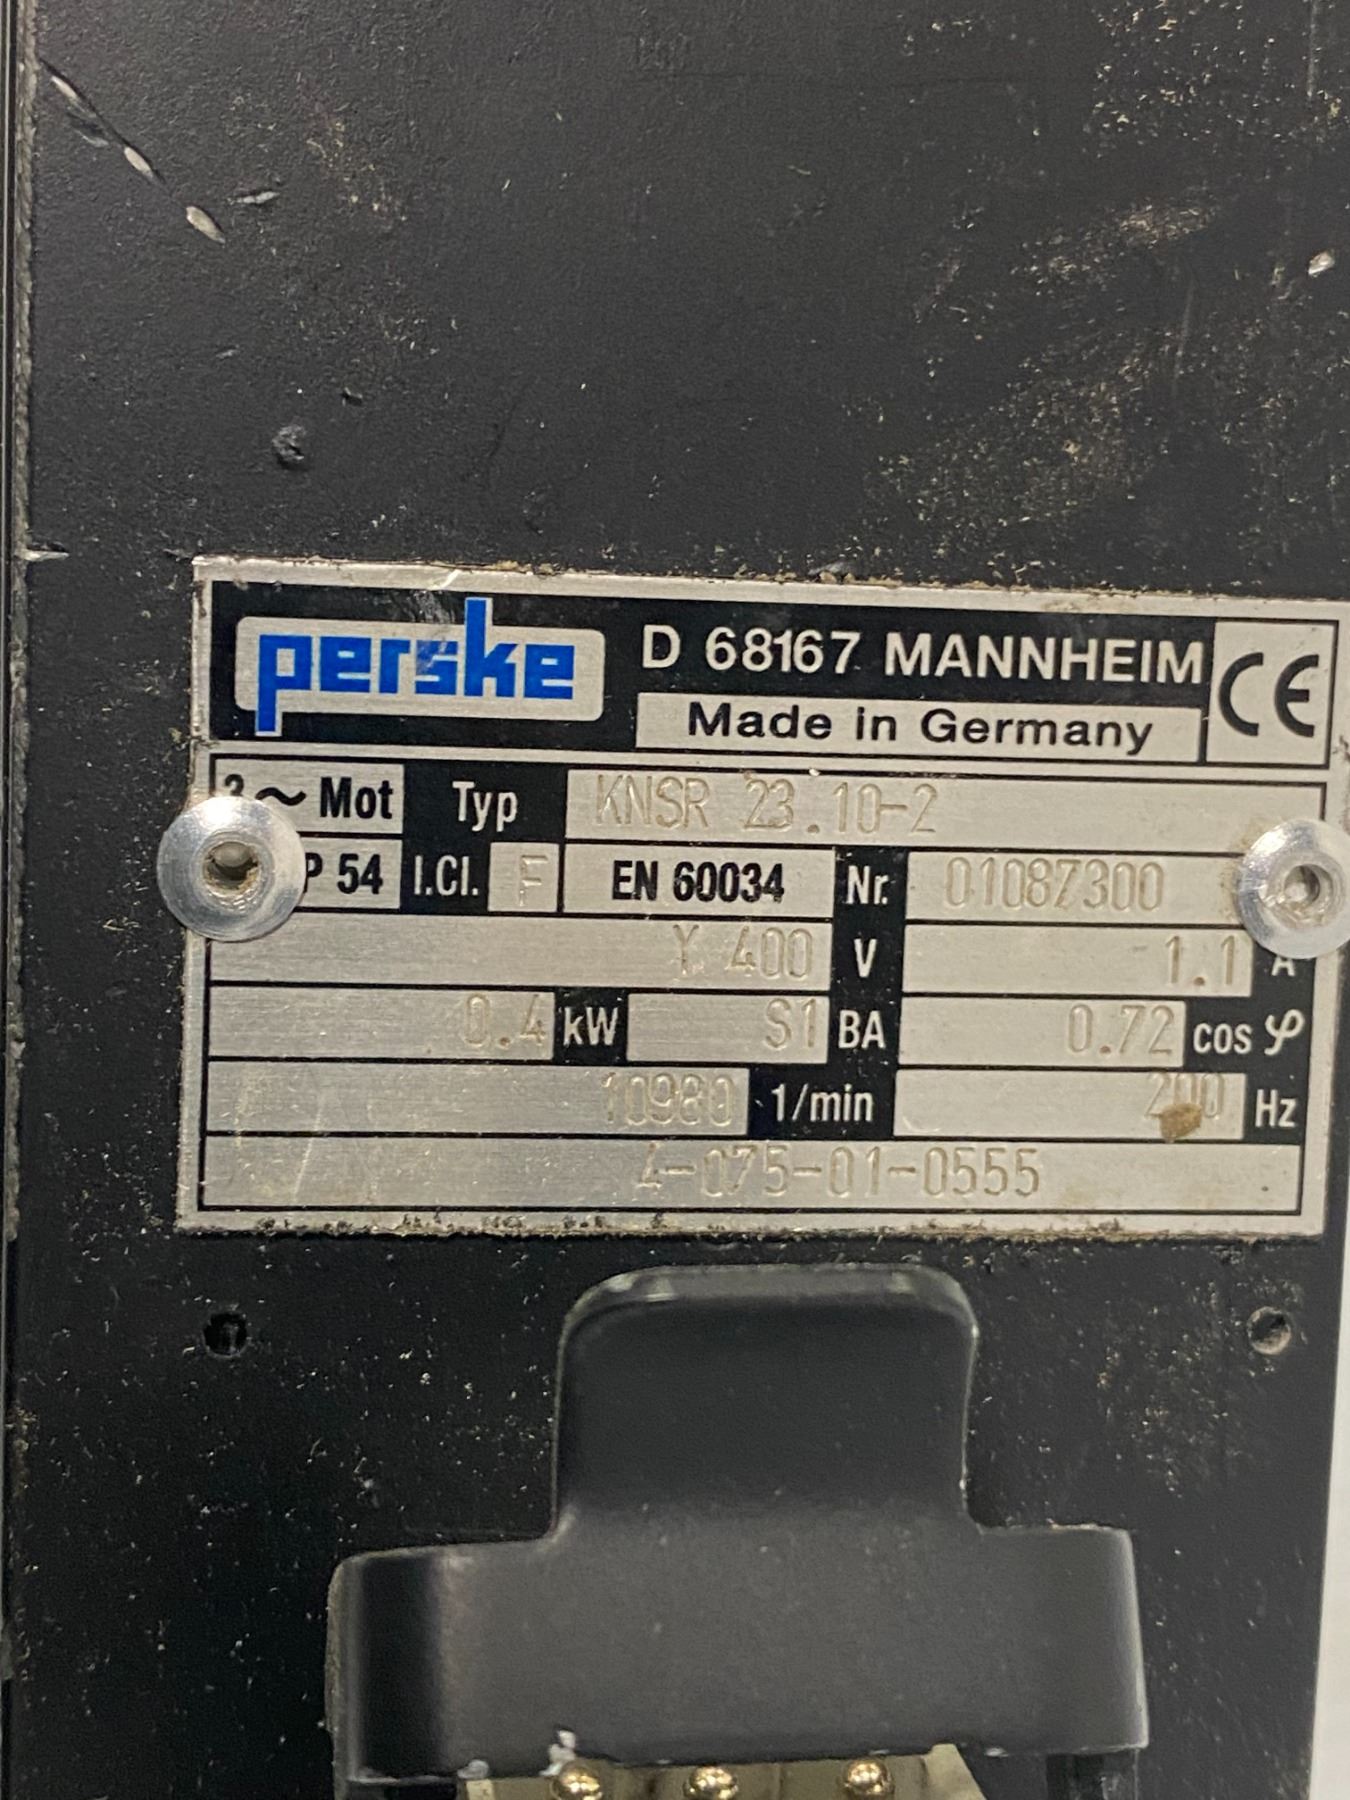 perske D 68167 MANNHEIM CE
Made in Germany
3~ Mot Typ KNSR 23.10-2
P 54 I.Cl. F EN 60034 Nr. 01087300
Y 400 V 1.1 A
0.4 kW S1 BA 0.72 cos φ
10980 1/min 200 Hz
4-075-01-0555